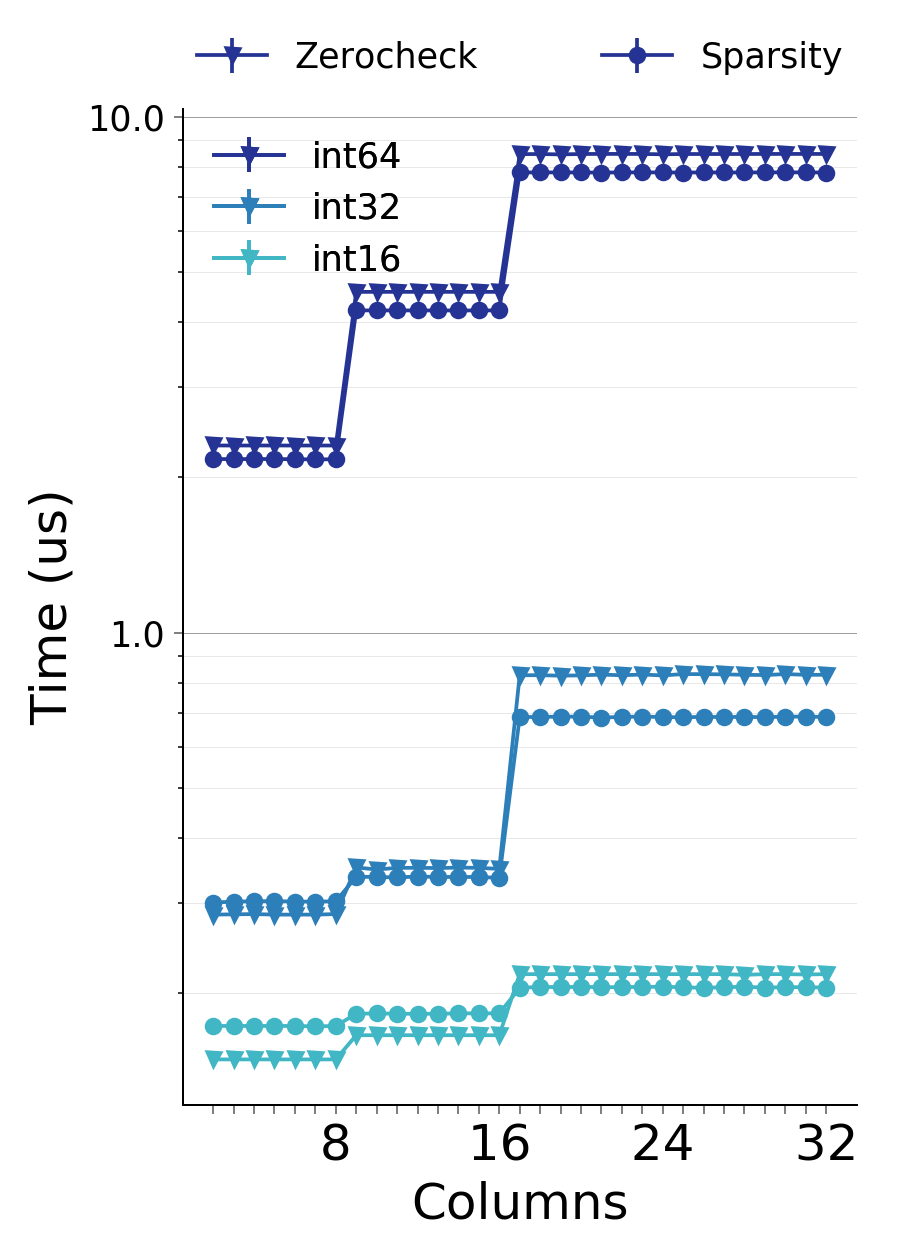 Zerocheck Sparsity
10.0
int64
int32
int16
1.0
Time (us)
8 16 24 32
Columns